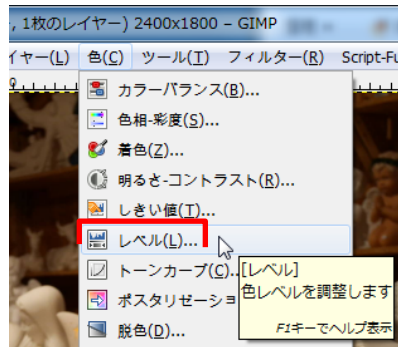 , 1枚のレイヤー) 2400x1800 – GIMP
イヤー(L) 色(C) ツール(T) フィルター(R) Script-Fu
カラーバランス(B)...
色相-彩度(S)...
着色(Z)...
明るさ-コントラスト(R)...
しきい値(T)...
レベル(L)...
トーンカーブ(C)...
ポスタリゼーショ
脱色(D)...
[レベル]
色レベルを調整します
F1キーでヘルプ表示